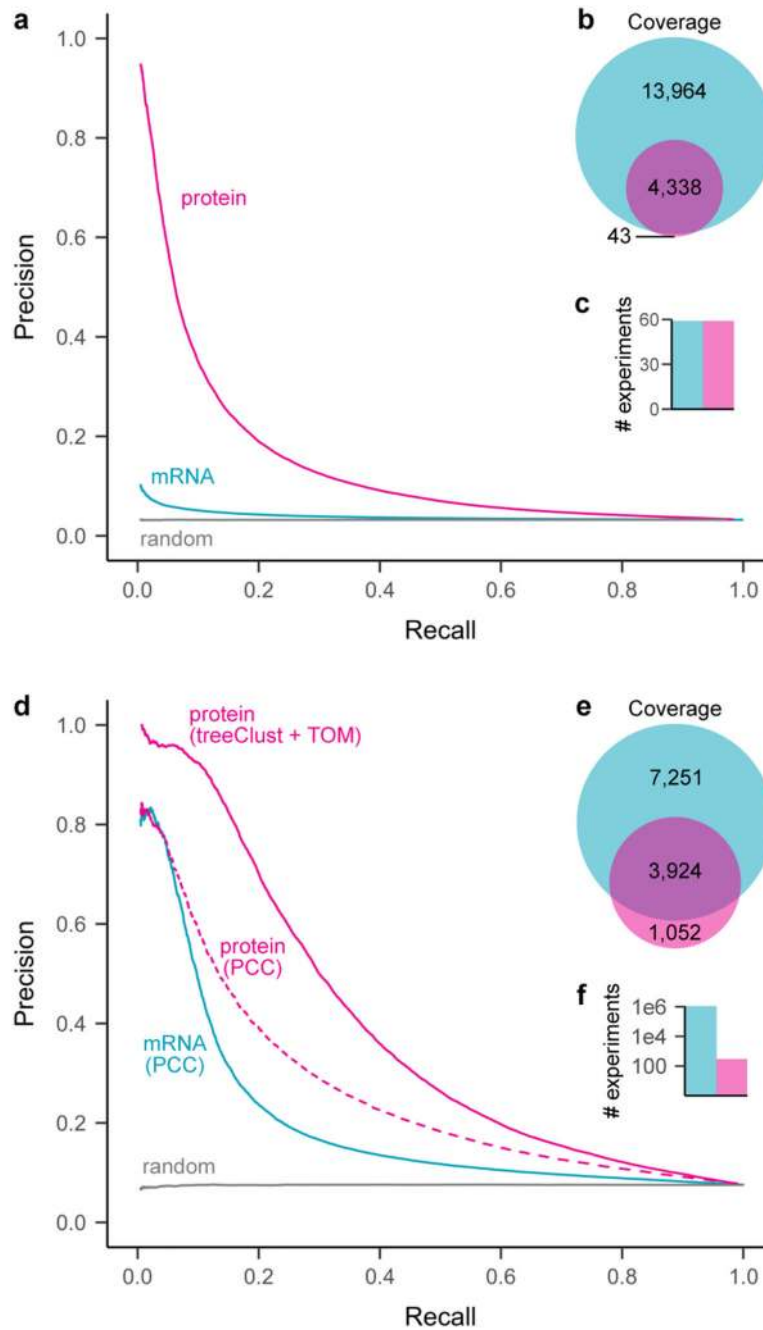 a
1.0
0.8
0.6
0.4
0.2
0.0
Precision
protein
mRNA
random
0.0 0.2 0.4 0.6 0.8 1.0
Recall
b
Coverage
13,964
4,338
43
c
# experiments
60
30
0
d
1.0
0.8
0.6
0.4
0.2
0.0
Precision
protein
(treeClust + TOM)
protein
(PCC)
mRNA
(PCC)
random
0.0 0.2 0.4 0.6 0.8 1.0
Recall
e
Coverage
7,251
3,924
1,052
f
# experiments
1e6
1e4
100